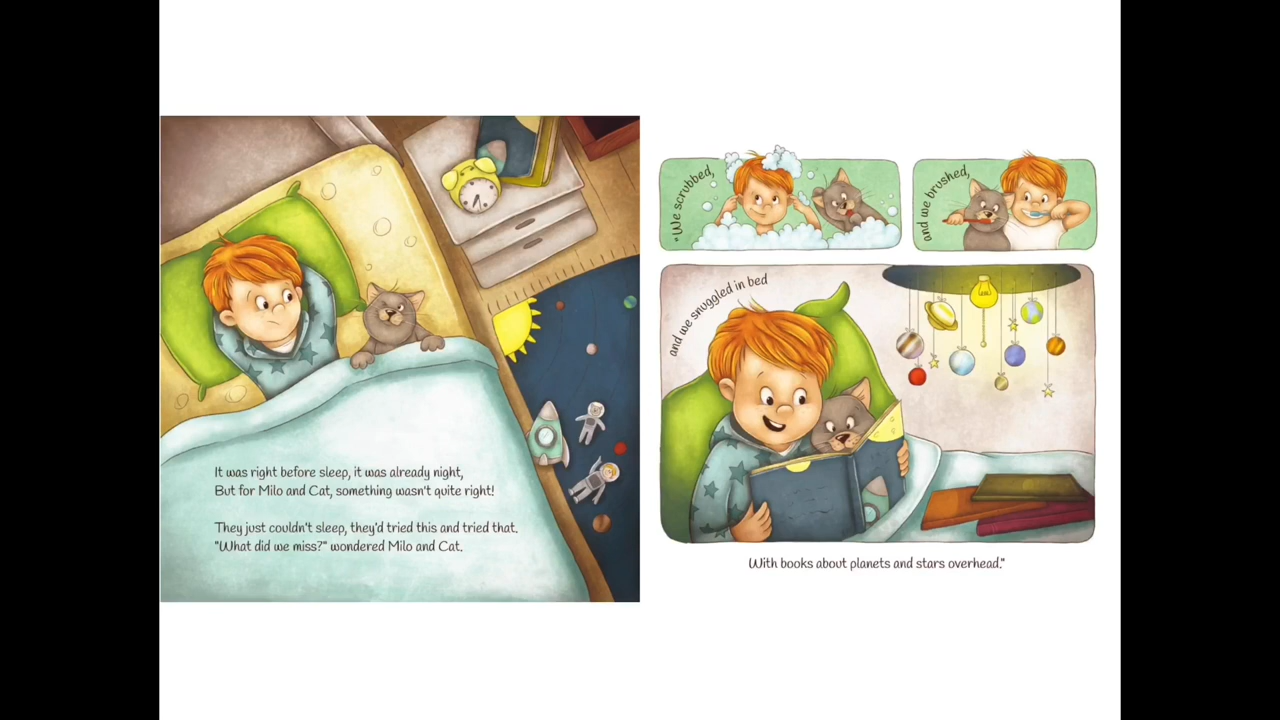 It was right before sleep, it was already night,
But for Milo and Cat, something wasn't quite right!
They just couldn't sleep, they'd tried this and tried that.
"What did we miss?" wondered Milo and Cat.
"We scrubbed,
and we brushed,
and we snuggled in bed
With books about planets and stars overhead."